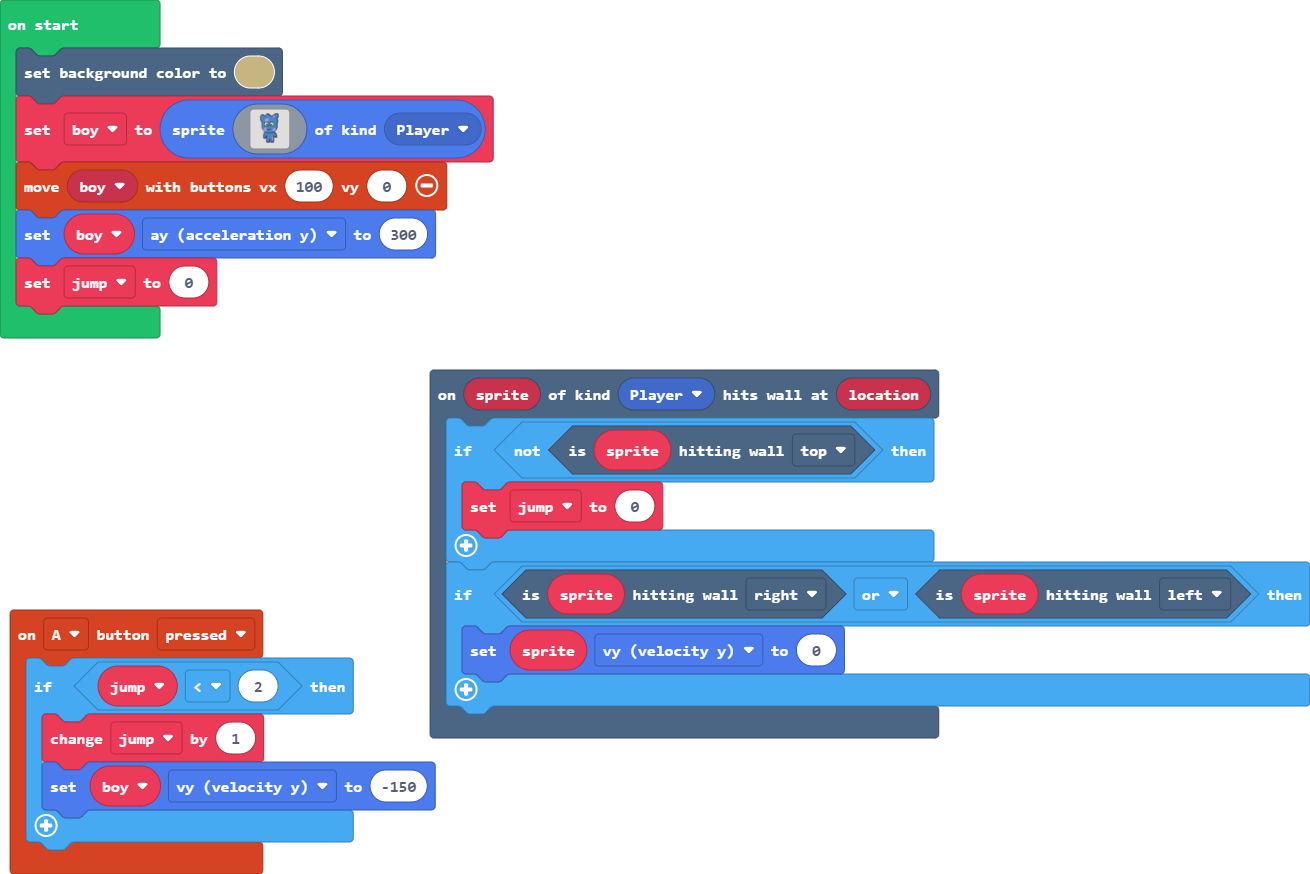 on start
set background color to
set boy to sprite of kind Player
move boy with buttons vx 100 vy 0
set boy ay (acceleration y) to 300
set jump to 0
on sprite of kind Player hits wall at location
if not is sprite hitting wall top then
set jump to 0
if is sprite hitting wall right or is sprite hitting wall left then
set sprite vy (velocity y) to 0
on A button pressed
if jump < 2 then
change jump by 1
set boy vy (velocity y) to -150